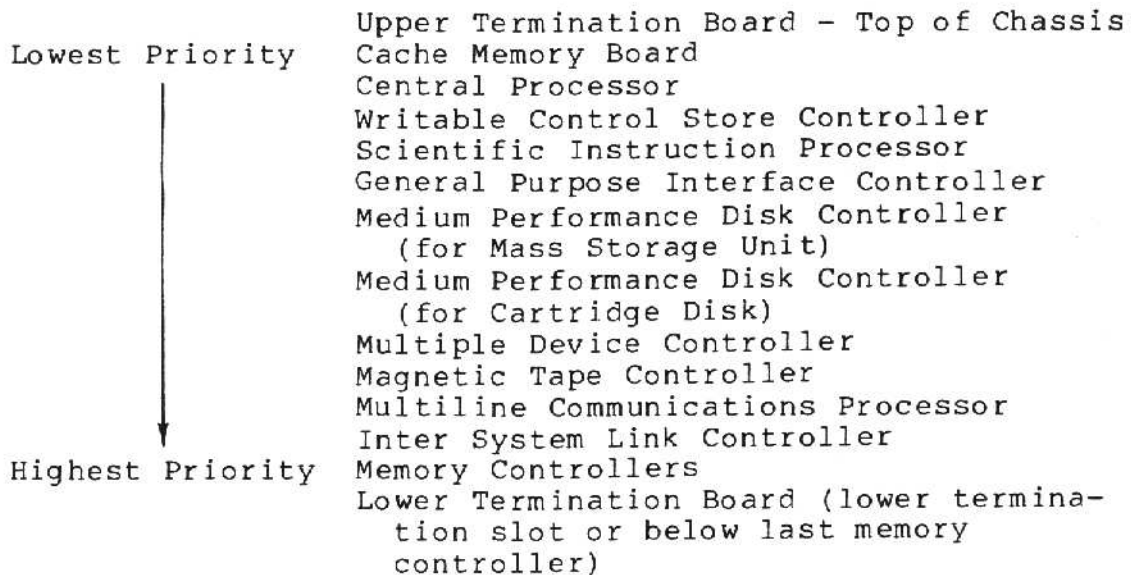 Upper Termination Board - Top of Chassis
Lowest Priority Cache Memory Board
Central Processor
Writable Control Store Controller
Scientific Instruction Processor
General Purpose Interface Controller
Medium Performance Disk Controller
(for Mass Storage Unit)
Medium Performance Disk Controller
(for Cartridge Disk)
Multiple Device Controller
Magnetic Tape Controller
Multiline Communications Processor
Inter System Link Controller
Highest Priority Memory Controllers
Lower Termination Board (lower termina-
tion slot or below last memory
controller)